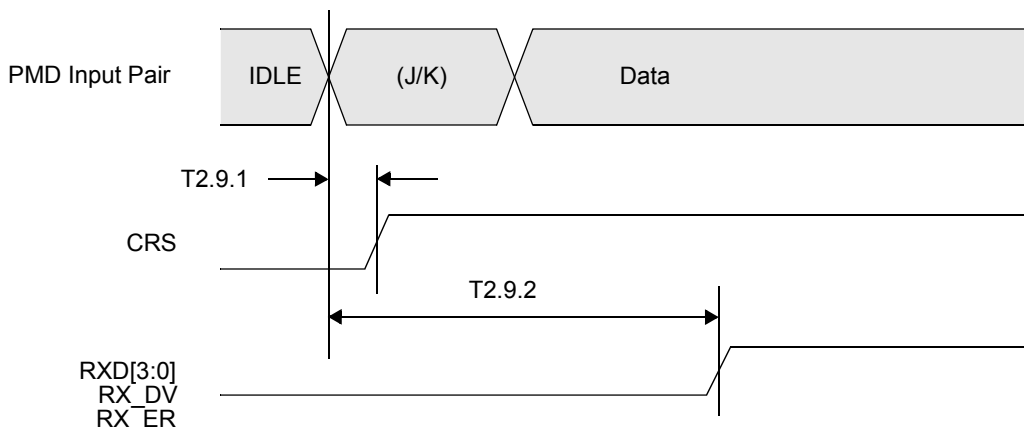 PMD Input Pair IDLE (J/K) Data
T2.9.1
CRS
T2.9.2
RXD[3:0]
RX_DV
RX_ER